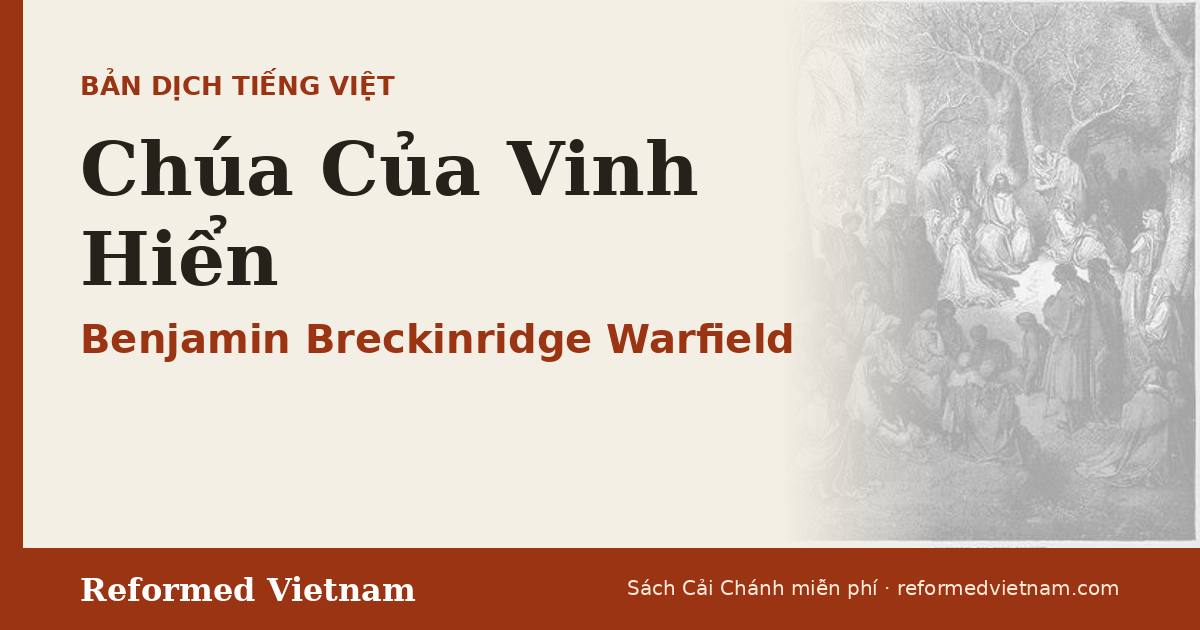 BẢN DỊCH TIẾNG VIỆT
Chúa Của Vinh
Hiển
Benjamin Breckinridge Warfield
Reformed Vietnam
Sách Cải Chánh miễn phí · reformedvietnam.com